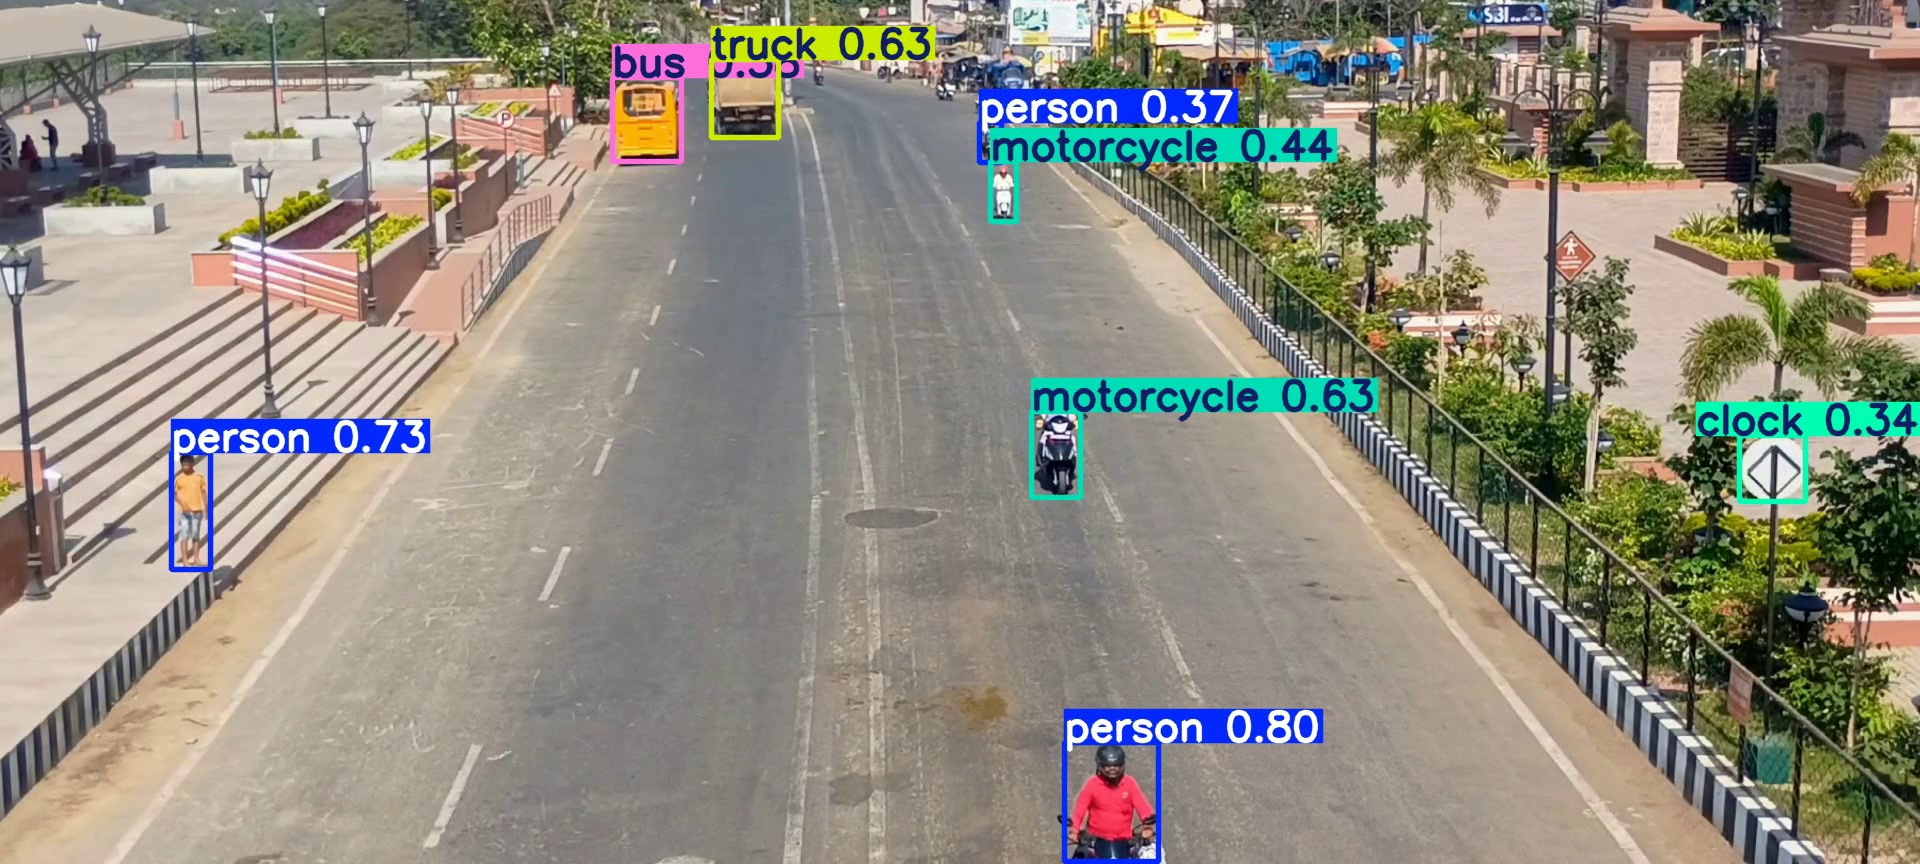 truck 0.63
bus
SBI
person 0.37
motorcycle 0.44
P
motorcycle 0.63
clock 0.34
person 0.73
person 0.80